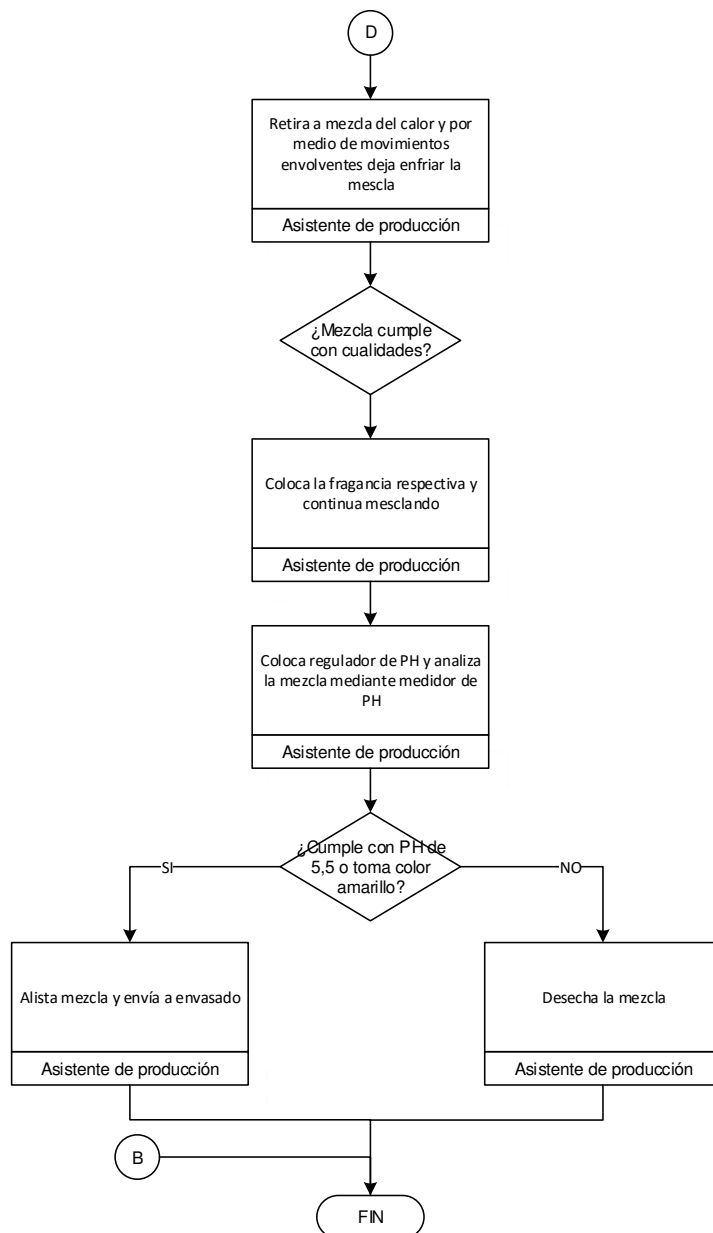 D
Retira a mezcla del calor y por
medio de movimientos
envolventes deja enfriar la
mescla
Asistente de producción
¿Mezcla cumple
con cualidades?
Coloca la fragancia respectiva y
continua mesclando
Asistente de producción
Coloca regulador de PH y analiza
la mezcla mediante medidor de
PH
Asistente de producción
¿Cumple con PH de
5,5 o toma color
amarillo?
SI
NO
Alista mezcla y envía a envasado
Asistente de producción
Desecha la mezcla
Asistente de producción
B
FIN